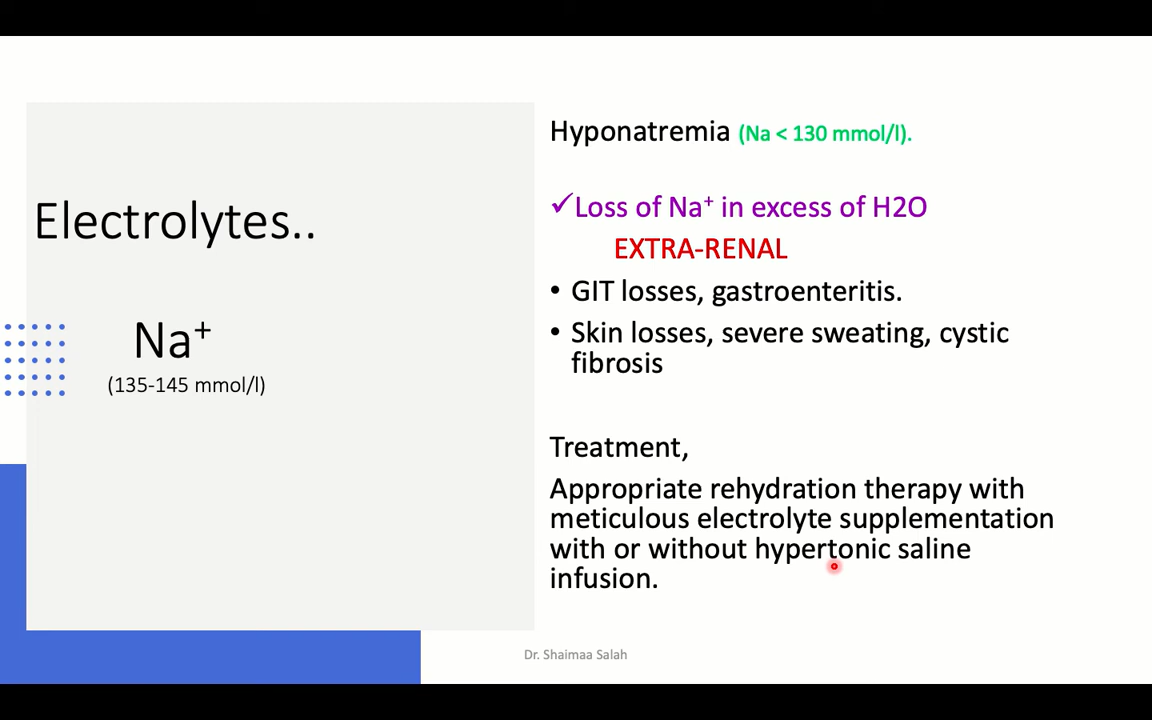 Electrolytes..
Na⁺
(135-145 mmol/l)
Hyponatremia (Na < 130 mmol/l).
✓Loss of Na⁺ in excess of H2O
EXTRA-RENAL
• GIT losses, gastroenteritis.
• Skin losses, severe sweating, cystic
fibrosis
Treatment,
Appropriate rehydration therapy with
meticulous electrolyte supplementation
with or without hypertonic saline
infusion.
Dr. Shaimaa Salah